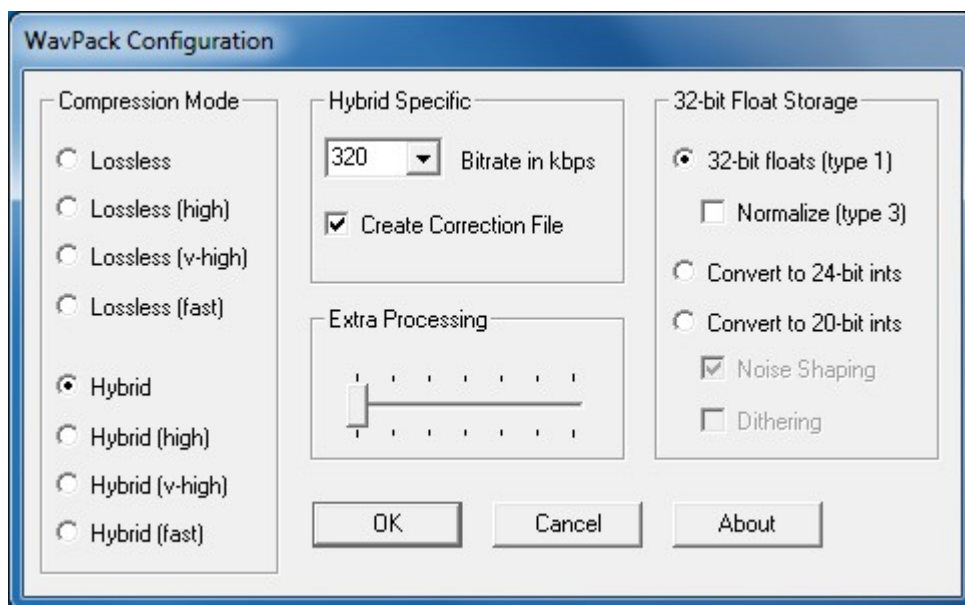 WavPack Configuration
Compression Mode
Lossless
Lossless (high)
Lossless (v-high)
Lossless (fast)
Hybrid
Hybrid (high)
Hybrid (v-high)
Hybrid (fast)
Hybrid Specific
320 Bitrate in kbps
Create Correction File
Extra Processing
32-bit Float Storage
32-bit floats (type 1)
Normalize (type 3)
Convert to 24-bit ints
Convert to 20-bit ints
Noise Shaping
Dithering
OK Cancel About